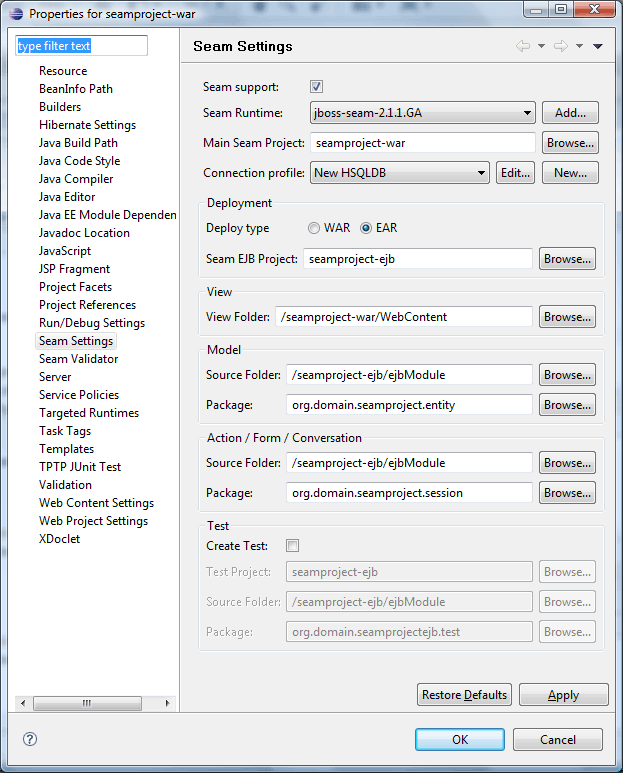 Properties for seamproject-war
type filter text
Resource
BeanInfo Path
Builders
Hibernate Settings
Java Build Path
Java Code Style
Java Compiler
Java Editor
Java EE Module Dependen
Javadoc Location
JavaScript
JSP Fragment
Project Facets
Project References
Run/Debug Settings
Seam Settings
Seam Validator
Server
Service Policies
Targeted Runtimes
Task Tags
Templates
TPTP JUnit Test
Validation
Web Content Settings
Web Project Settings
XDoclet
Seam Settings
Seam support:
Seam Runtime: jboss-seam-2.1.1.GA Add...
Main Seam Project: seamproject-war Browse...
Connection profile: New HSQLDB Edit... New...
Deployment
Deploy type WAR EAR
Seam EJB Project: seamproject-ejb Browse...
View
View Folder: /seamproject-war/WebContent Browse...
Model
Source Folder: /seamproject-ejb/ejbModule Browse...
Package: org.domain.seamproject.entity Browse...
Action / Form / Conversation
Source Folder: /seamproject-ejb/ejbModule Browse...
Package: org.domain.seamproject.session Browse...
Test
Create Test:
Test Project: seamproject-ejb Browse...
Source Folder: /seamproject-ejb/ejbModule Browse...
Package: org.domain.seamprojectejb.test Browse...
Restore Defaults Apply
? OK Cancel